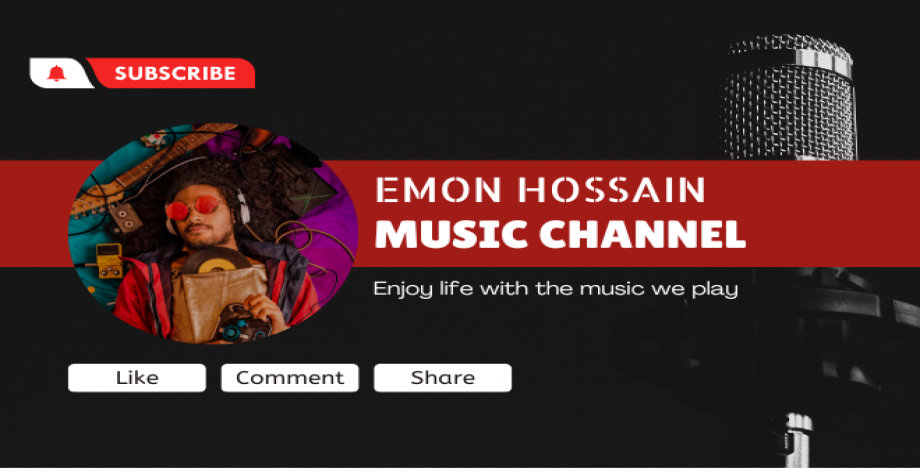 SUBSCRIBE
EMON HOSSAIN
MUSIC CHANNEL
Enjoy life with the music we play
Like
Comment
Share